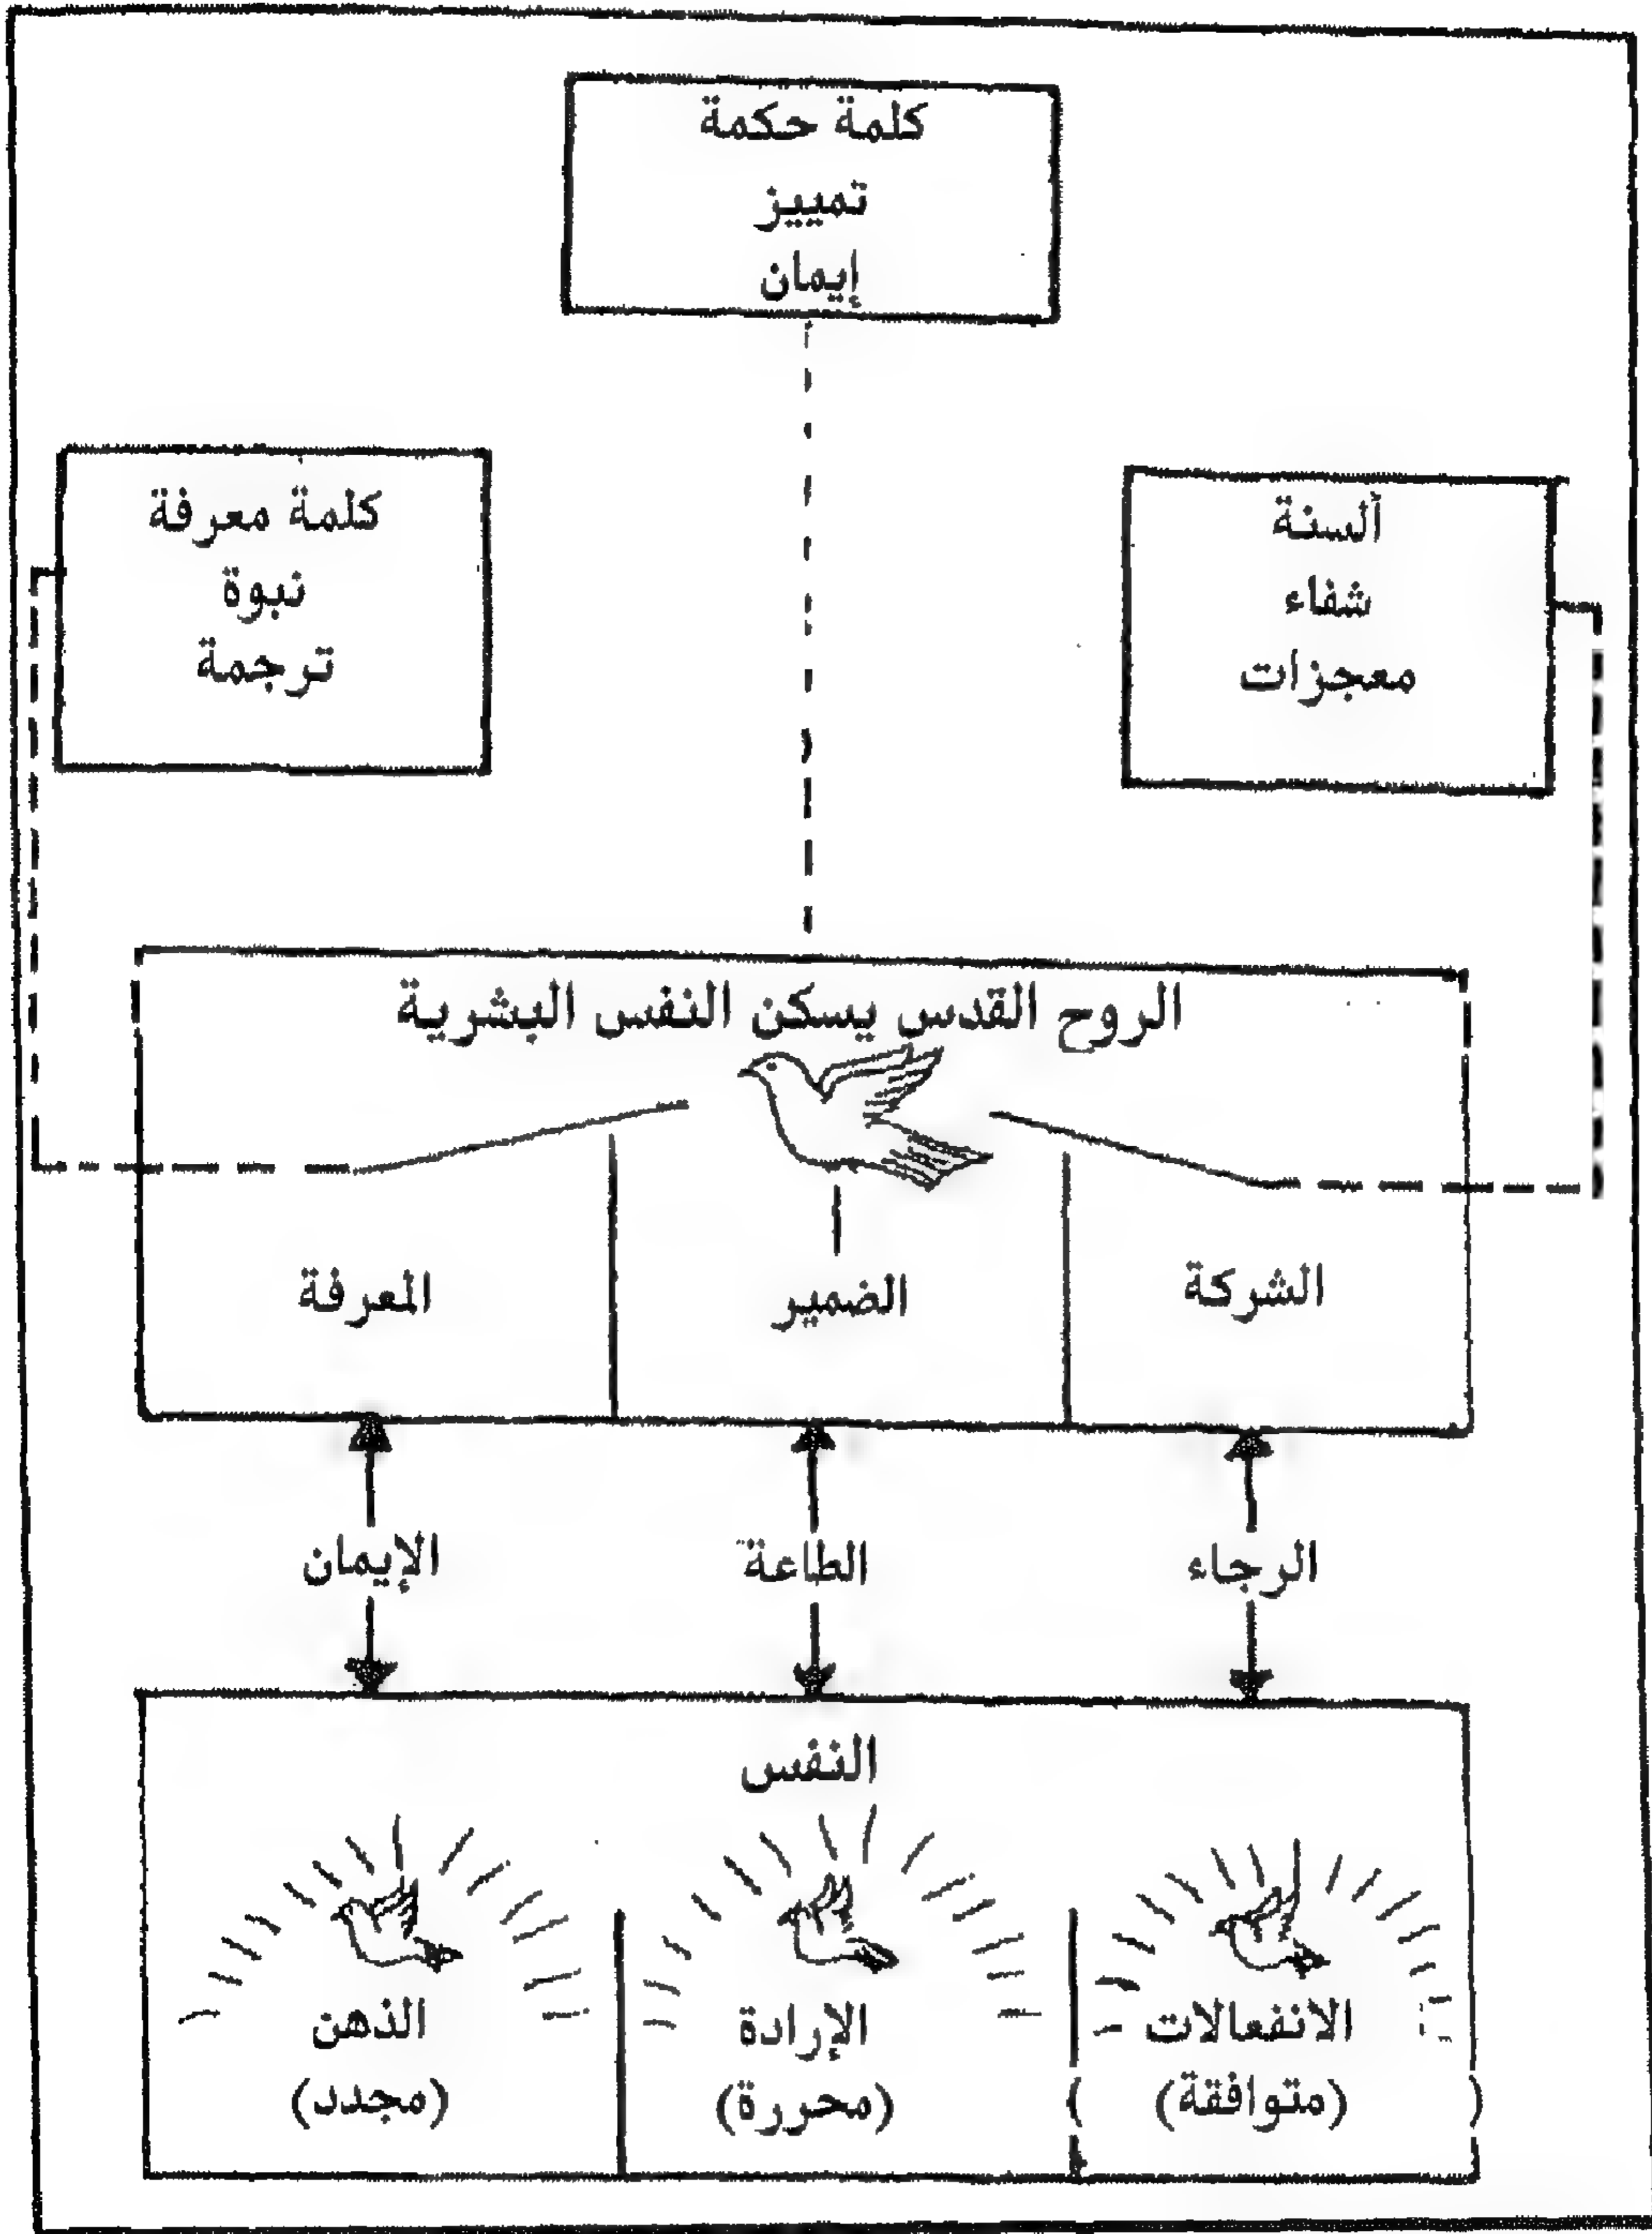 كلمة حكمة
تمييز
إيمان
ألسنة
شفاء
معجزات
كلمة معرفة
نبوة
ترجمة
الروح القدس يسكن النفس البشرية
الشركة
الضمير
المعرفة
الرجاء
الطاعة
الإيمان
النفس
الانفعالات
(متوافقة)
الإرادة
(محررة)
الذهن
(مجدد)